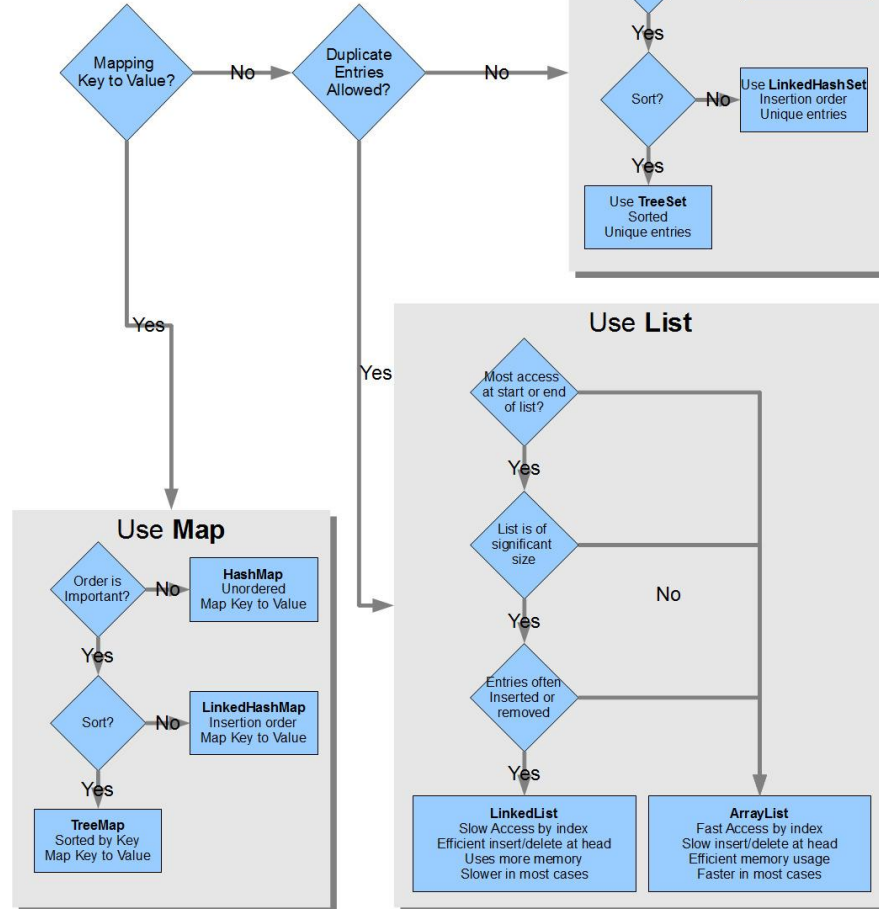 Mapping
Key to Value?
No
Duplicate
Entries
Allowed?
No
Yes
Sort?
No
Use LinkedHashSet
Insertion order
Unique entries
Yes
Use TreeSet
Sorted
Unique entries
Yes
Yes
Use List
Most access
at start or end
of list?
Yes
List is of
significant
size
No
Yes
Entries often
Inserted or
removed
Yes
LinkedList
Slow Access by index
Efficient insert/delete at head
Uses more memory
Slower in most cases
ArrayList
Fast Access by index
Slow insert/delete at head
Efficient memory usage
Faster in most cases
Use Map
Order is
Important?
No
HashMap
Unordered
Map Key to Value
Yes
Sort?
No
LinkedHashMap
Insertion order
Map Key to Value
Yes
TreeMap
Sorted by Key
Map Key to Value